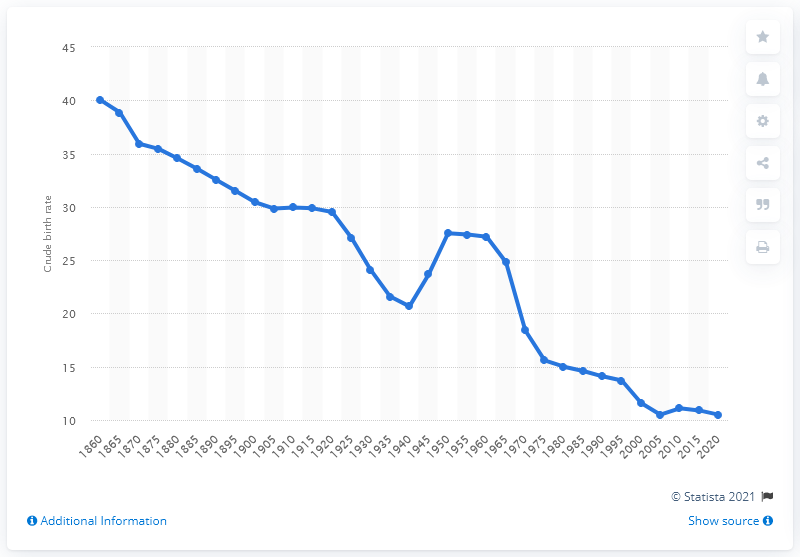 45
40
35
30
25
20
15
10
Crude birth rate
1860 1865 1870 1875 1880 1885 1890 1895 1900 1905 1910 1915 1920 1925 1930 1935 1940 1945 1950 1955 1960 1965 1970 1975 1980 1985 1990 1995 2000 2005 2010 2015 2020
© Statista 2021
Additional Information
Show source